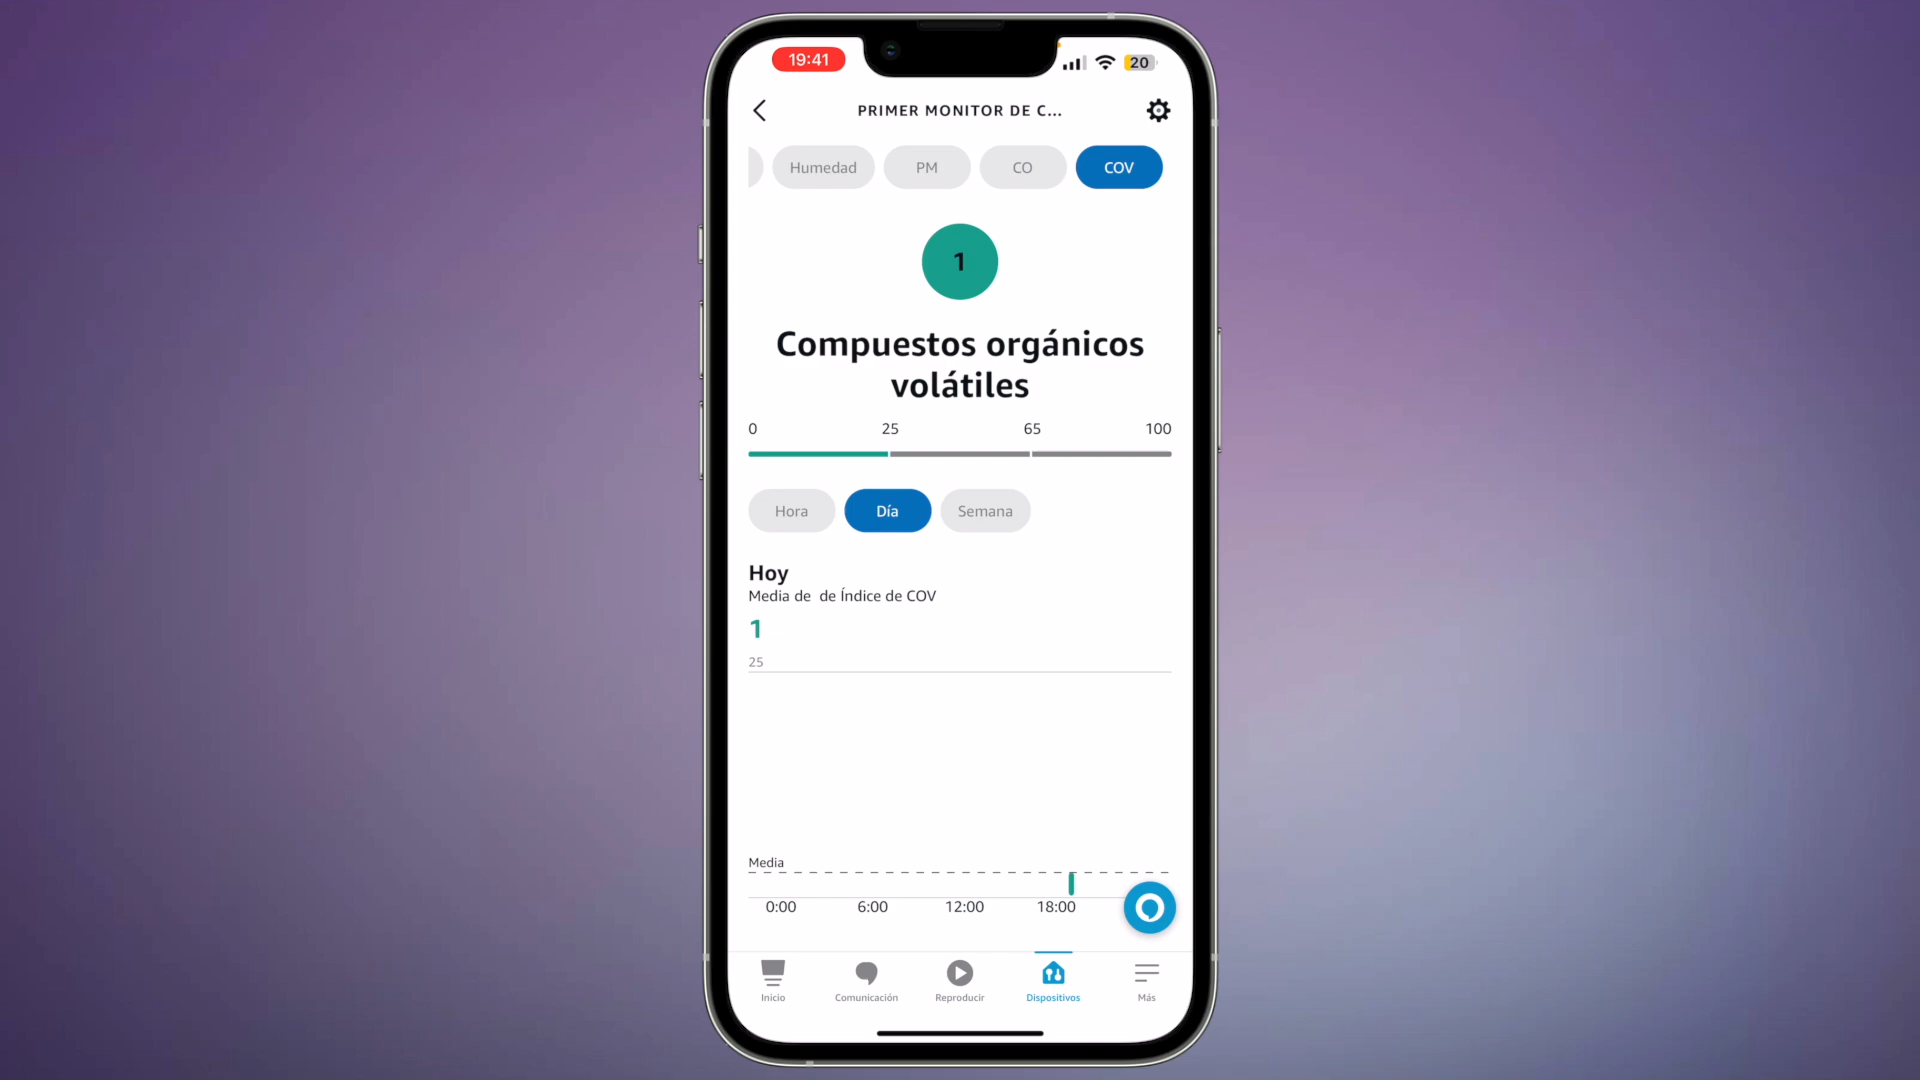 19:41
20
PRIMER MONITOR DE C...
Humedad PM CO COV
1
Compuestos orgánicos
volátiles
0 25 65 100
Hora Día Semana
Hoy
Media de de Índice de COV
1
25
Media
0:00 6:00 12:00 18:00
Inicio Comunicación Reproducir Dispositivos Más